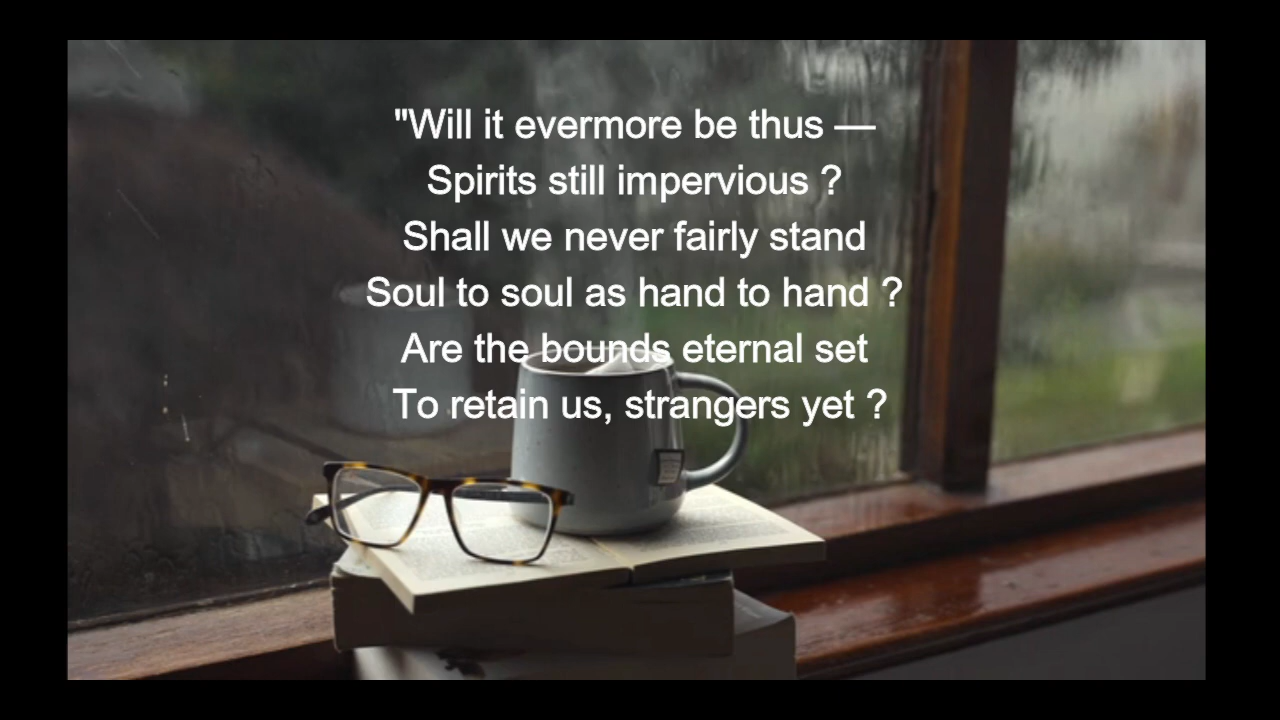 "Will it evermore be thus —
Spirits still impervious ?
Shall we never fairly stand
Soul to soul as hand to hand ?
Are the bounds eternal set
To retain us, strangers yet ?